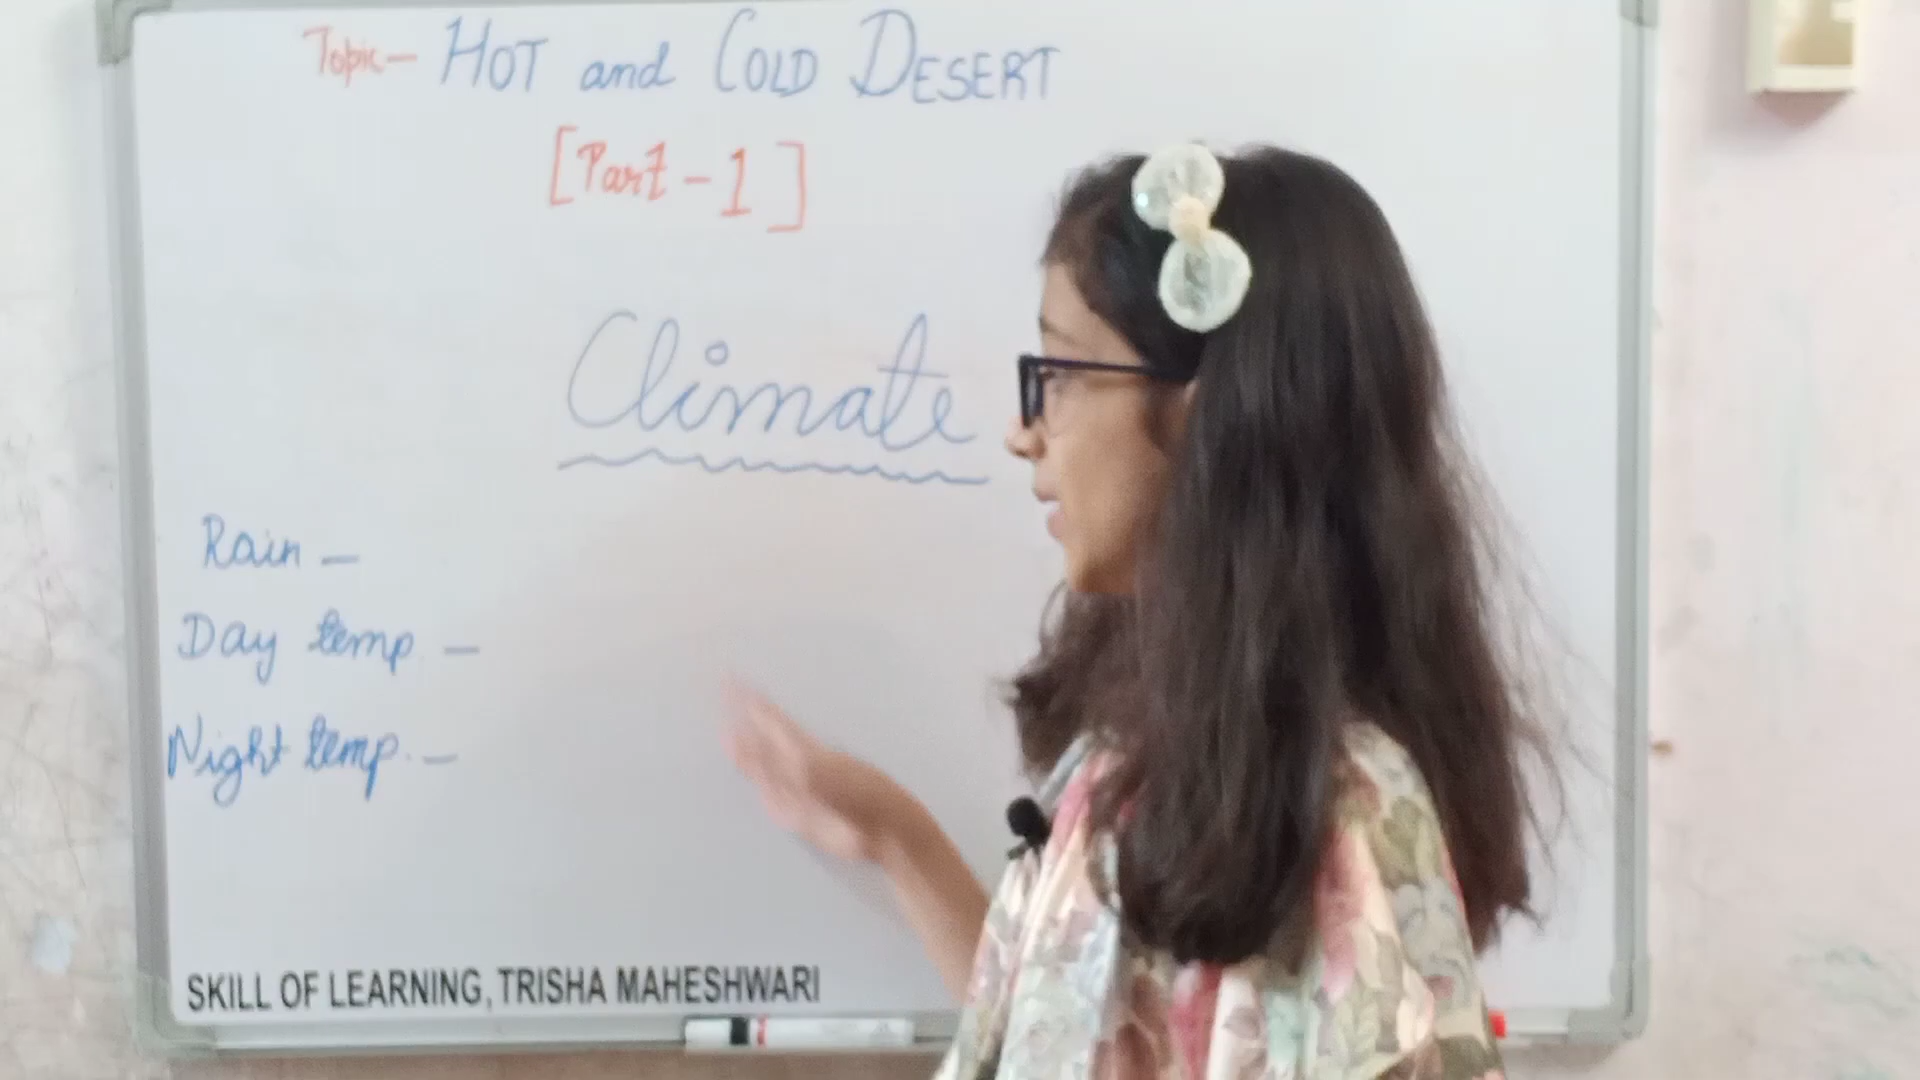 Topic- HOT and COLD DESERT
[Part-1]
Climate
Rain -
Day temp. -
Night temp. -
SKILL OF LEARNING, TRISHA MAHESHWARI